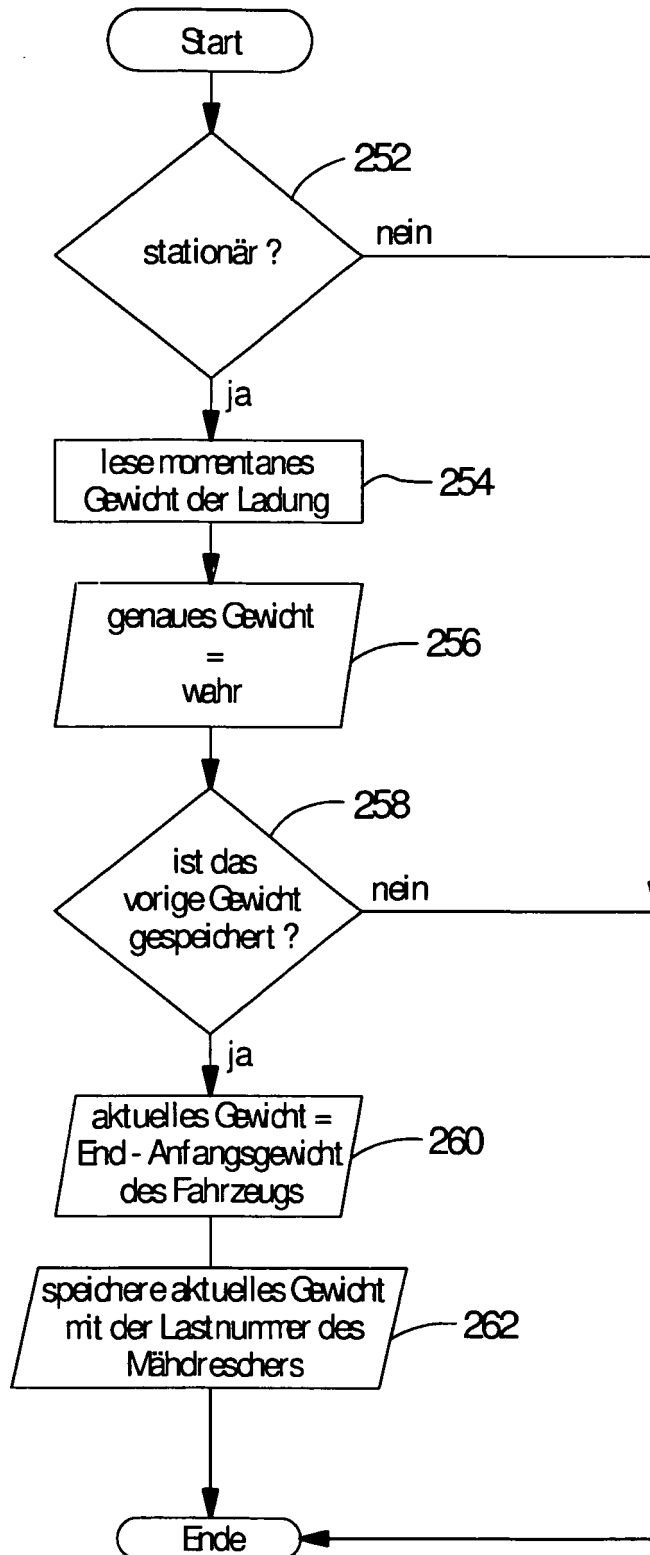 Start
252
stationär ?
nein
ja
lese momentanes
Gewicht der Ladung
254
genaues Gewicht
=
wahr
256
258
ist das
vorige Gewicht
gespeichert ?
nein
ja
aktuelles Gewicht =
End - Anfangsgewicht
des Fahrzeugs
260
speichere aktuelles Gewicht
mit der Lastnummer des
Mähdreschers
262
Ende